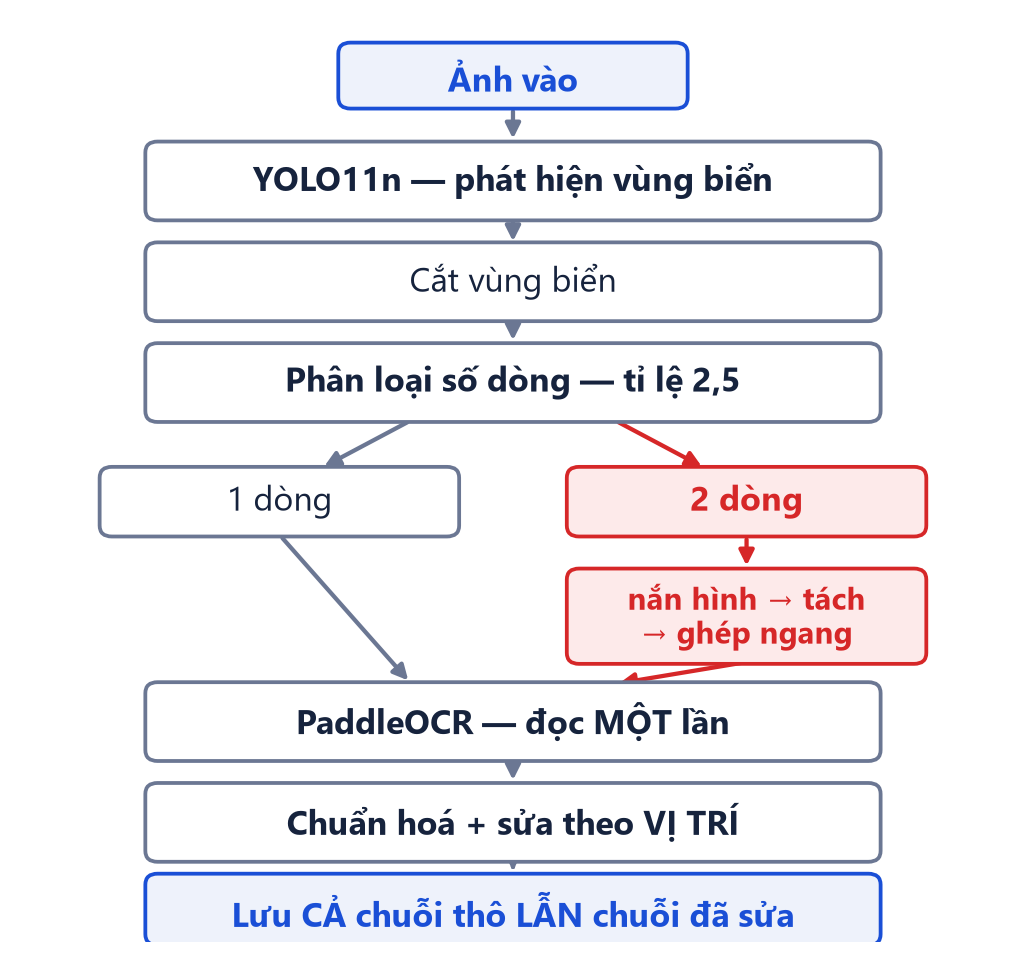 Ảnh vào
YOLO11n — phát hiện vùng biển
Cắt vùng biển
Phân loại số dòng — tỉ lệ 2,5
1 dòng
2 dòng
nắn hình → tách
→ ghép ngang
PaddleOCR — đọc MỘT lần
Chuẩn hoá + sửa theo VỊ TRÍ
Lưu CẢ chuỗi thô LẪN chuỗi đã sửa